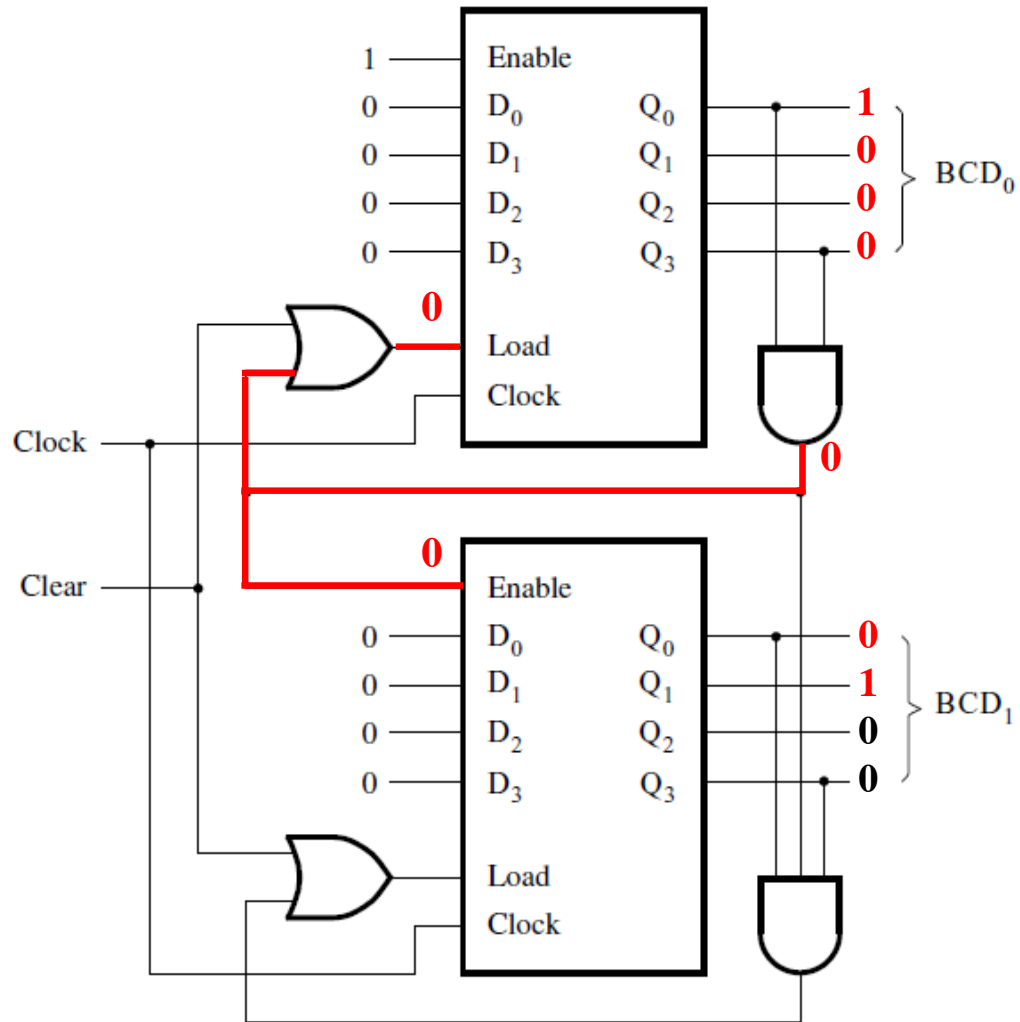 1 Enable
0 D0 Q0 1
0 D1 Q1 0 BCD0
0 D2 Q2 0
0 D3 Q3 0
0 Load
Clock
Clock
0
0
Clear Enable
0 D0 Q0 0
0 D1 Q1 1 BCD1
0 D2 Q2 0
0 D3 Q3 0
Load
Clock